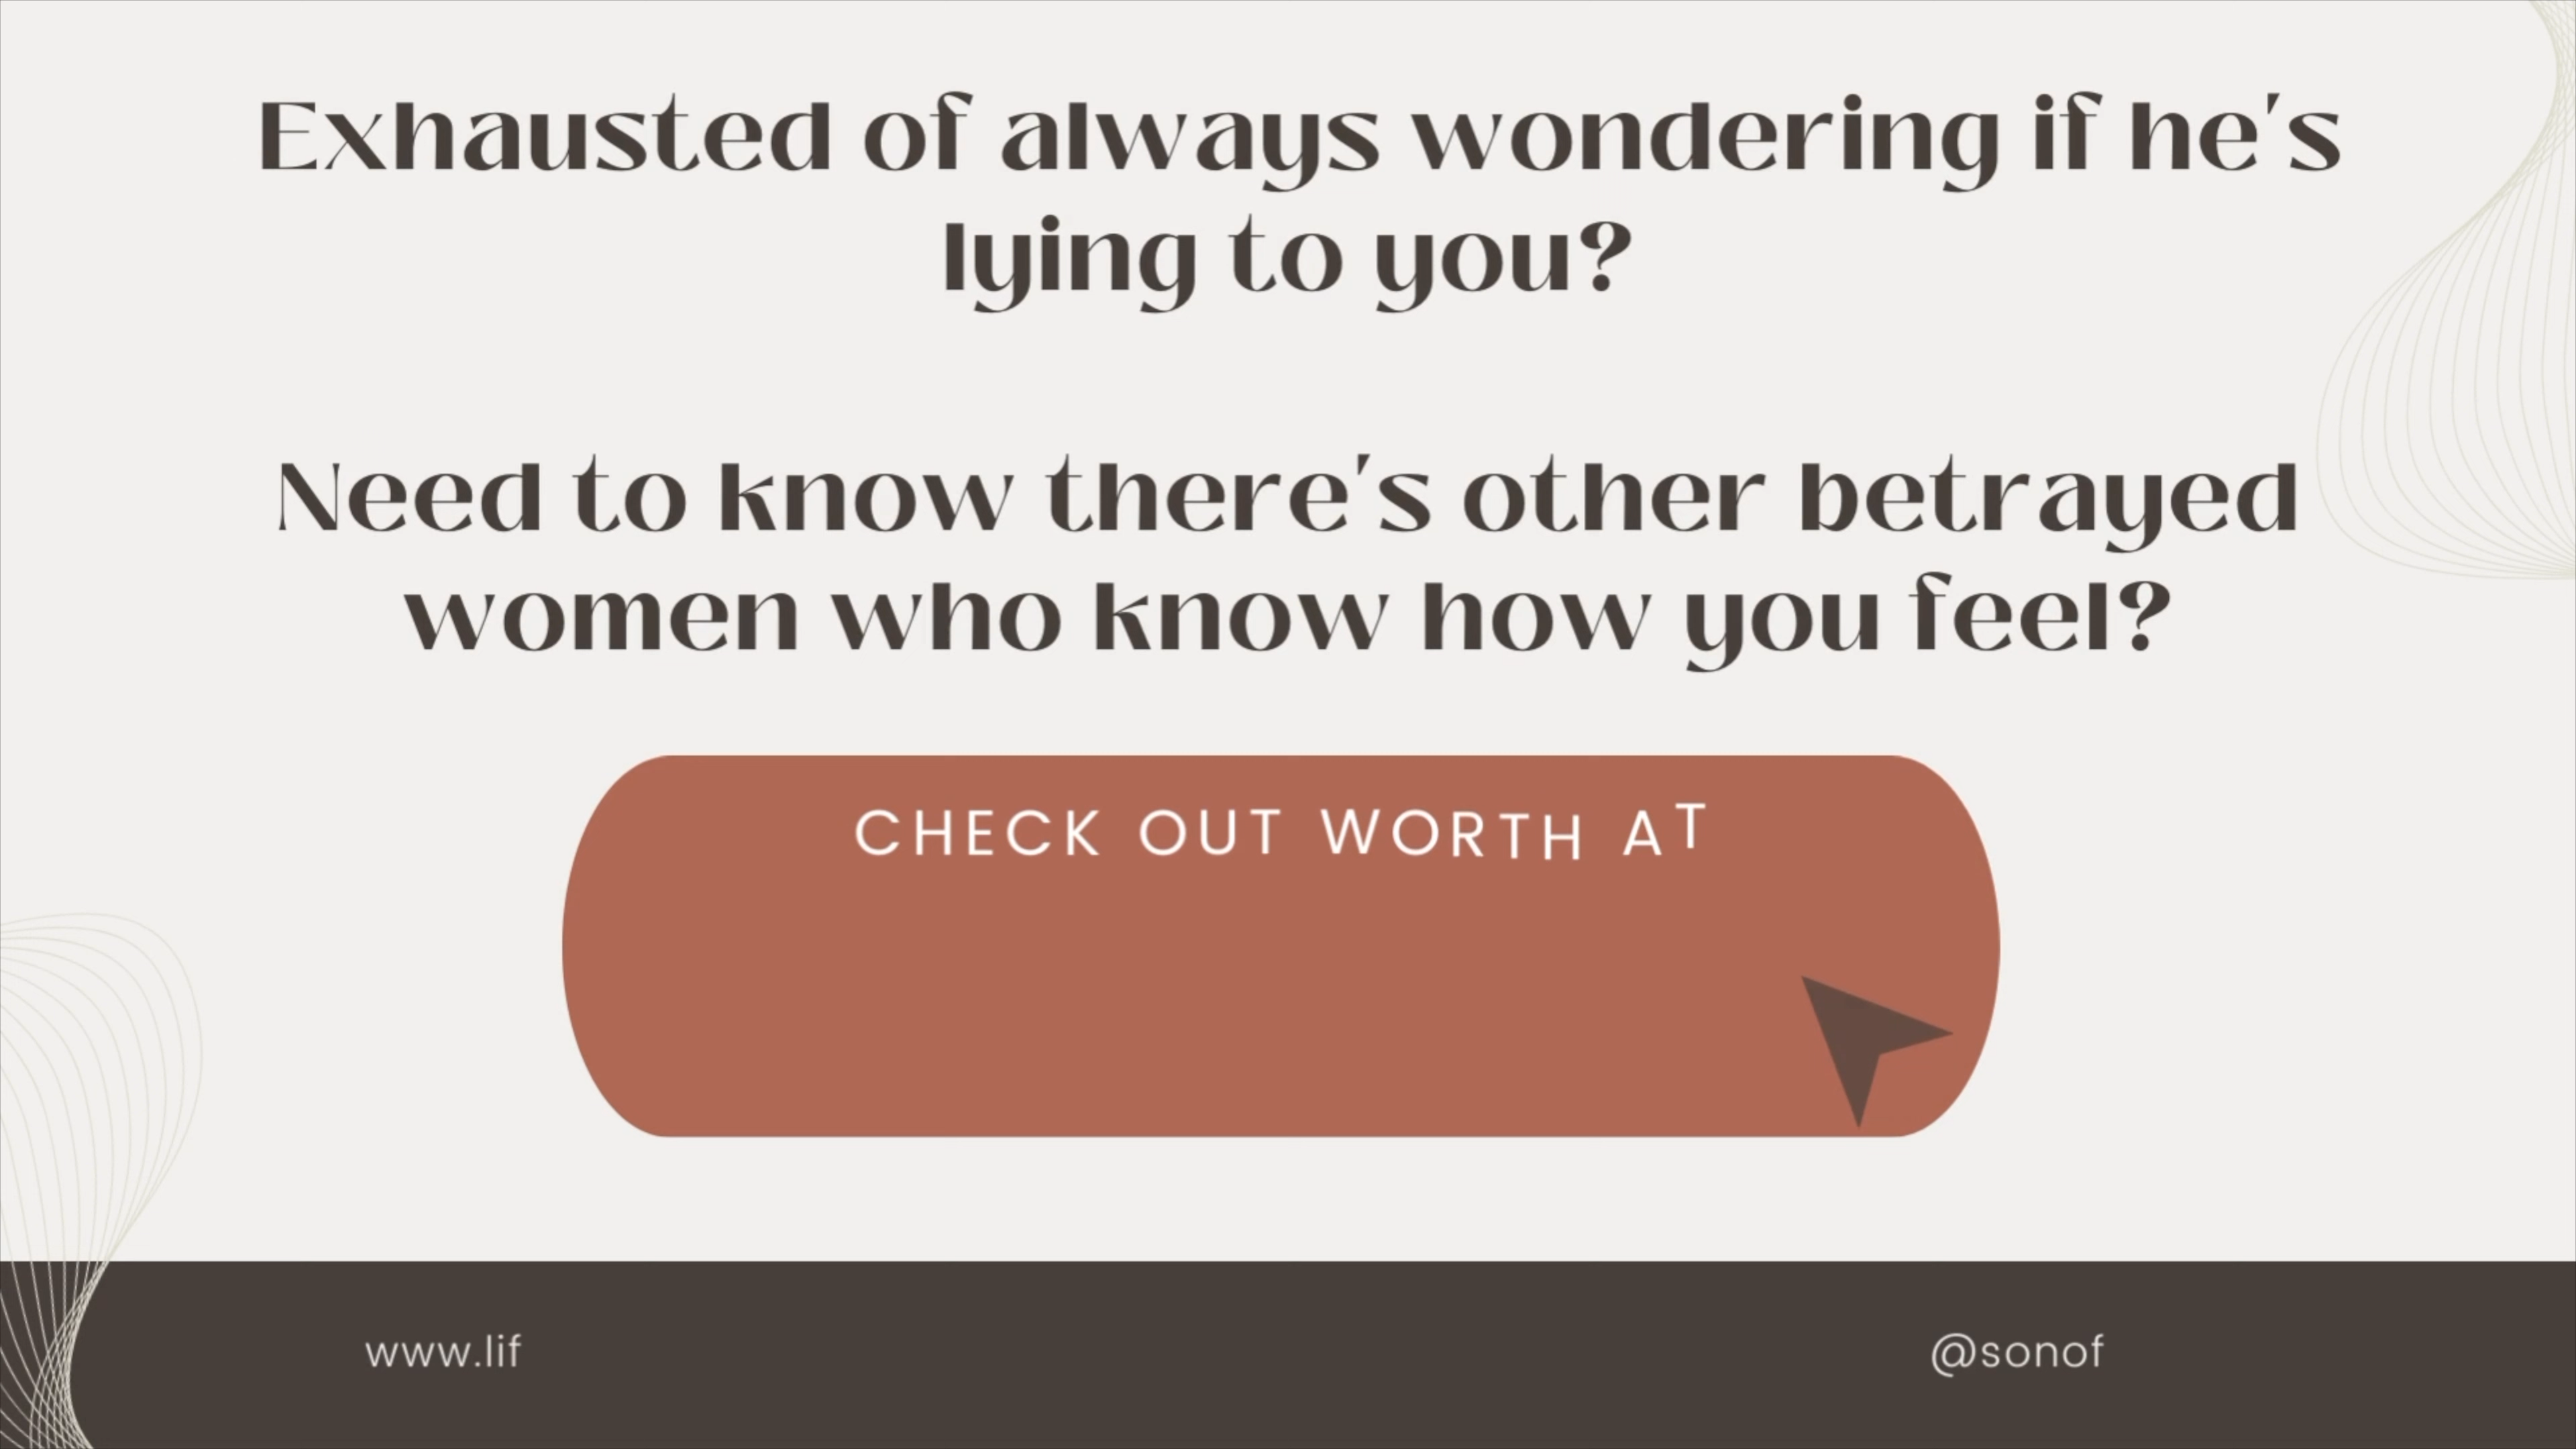 Exhausted of always wondering if he's
lying to you?
Need to know there's other betrayed
women who know how you feel?
CHECK OUT WORTH AT
www.lif
@sonof